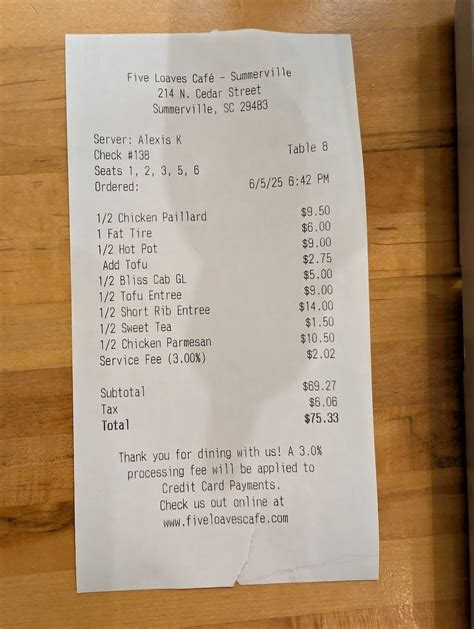 Five Loaves Café - Summerville
214 N. Cedar Street
Summerville, SC 29483
Server: Alexis K
Check #138 Table 8
Seats 1, 2, 3, 5, 6
Ordered: 6/5/25 6:42 PM
1/2 Chicken Paillard $9.50
1 Fat Tire $6.00
1/2 Hot Pot $9.00
Add Tofu $2.75
1/2 Bliss Cab GL $5.00
1/2 Tofu Entree $9.00
1/2 Short Rib Entree $14.00
1/2 Sweet Tea $1.50
1/2 Chicken Parmesan $10.50
Service Fee (3.00%) $2.02
Subtotal $69.27
Tax $6.06
Total $75.33
Thank you for dining with us! A 3.0%
processing fee will be applied to
Credit Card Payments.
Check us out online at
www.fiveloavescafe.com